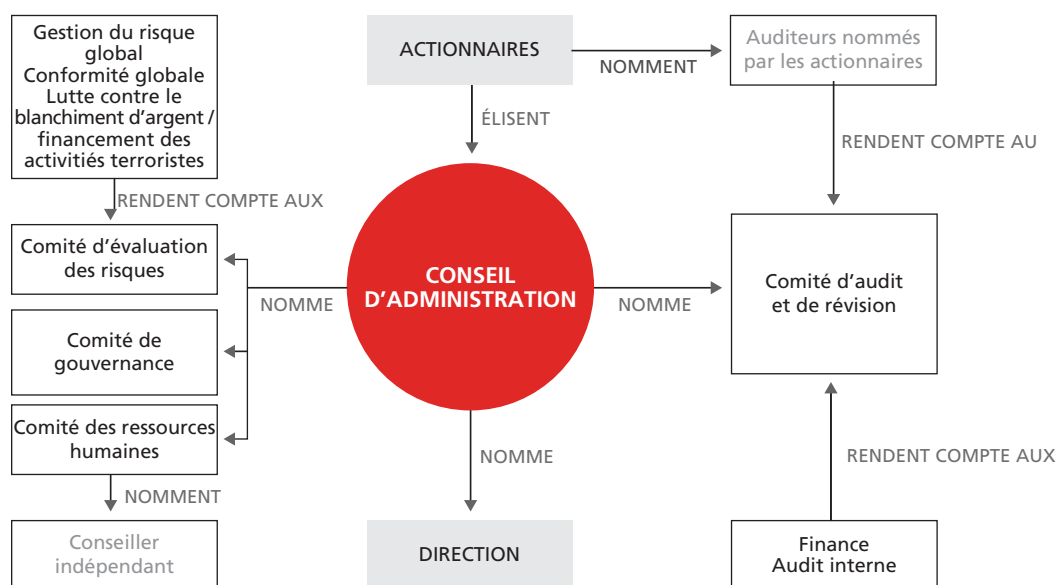 Gestion du risque
global
Conformité globale
Lutte contre le
blanchiment d'argent /
financement des
activitiés terroristes
ACTIONNAIRES
NOMMENT
Auditeurs nommés
par les actionnaires
ÉLISENT
RENDENT COMPTE AU
RENDENT COMPTE AUX
Comité d'évaluation
des risques
NOMME
Comité de
gouvernance
Comité des ressources
humaines
CONSEIL
D'ADMINISTRATION
NOMME
Comité d'audit
et de révision
NOMMENT
NOMME
RENDENT COMPTE AUX
Conseiller
indépendant
DIRECTION
Finance
Audit interne